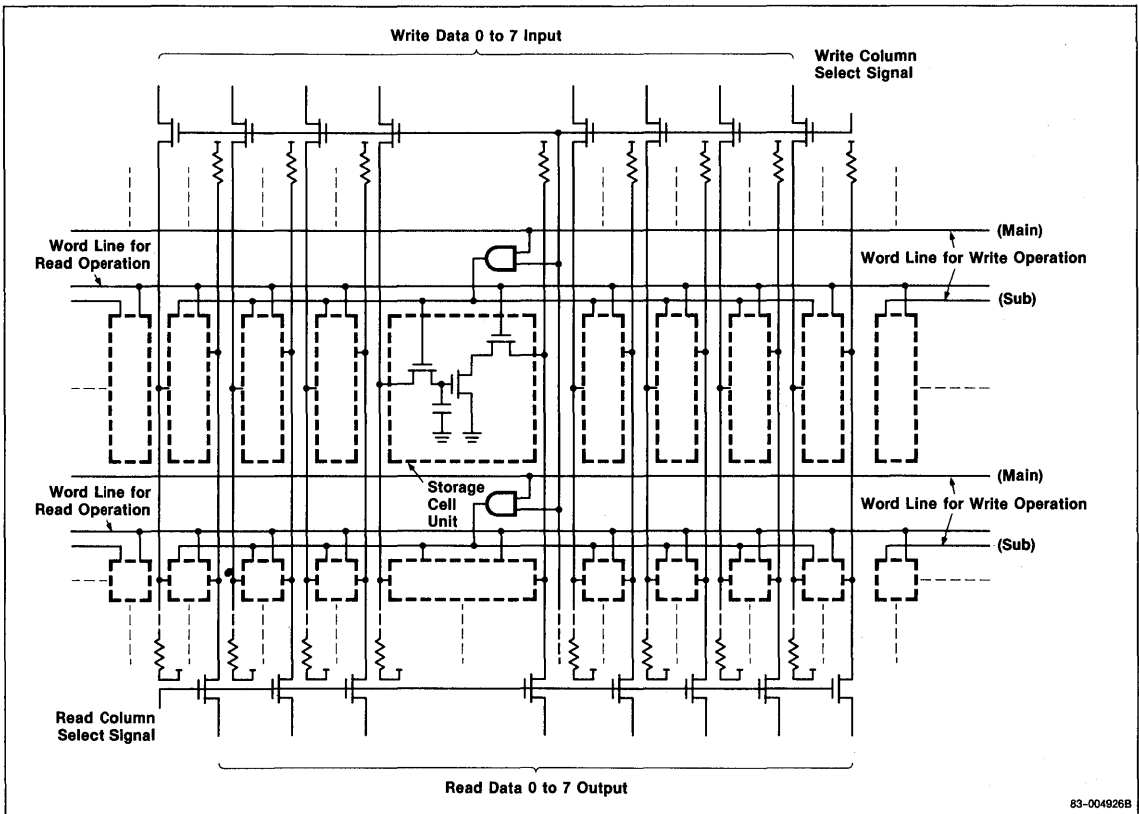 Write Data 0 to 7 Input
Write Column
Select Signal
(Main)
Word Line for
Read Operation
Word Line for Write Operation
(Sub)
Storage
Cell
Unit
(Main)
Word Line for
Read Operation
Word Line for Write Operation
(Sub)
Read Column
Select Signal
Read Data 0 to 7 Output
83-004926B